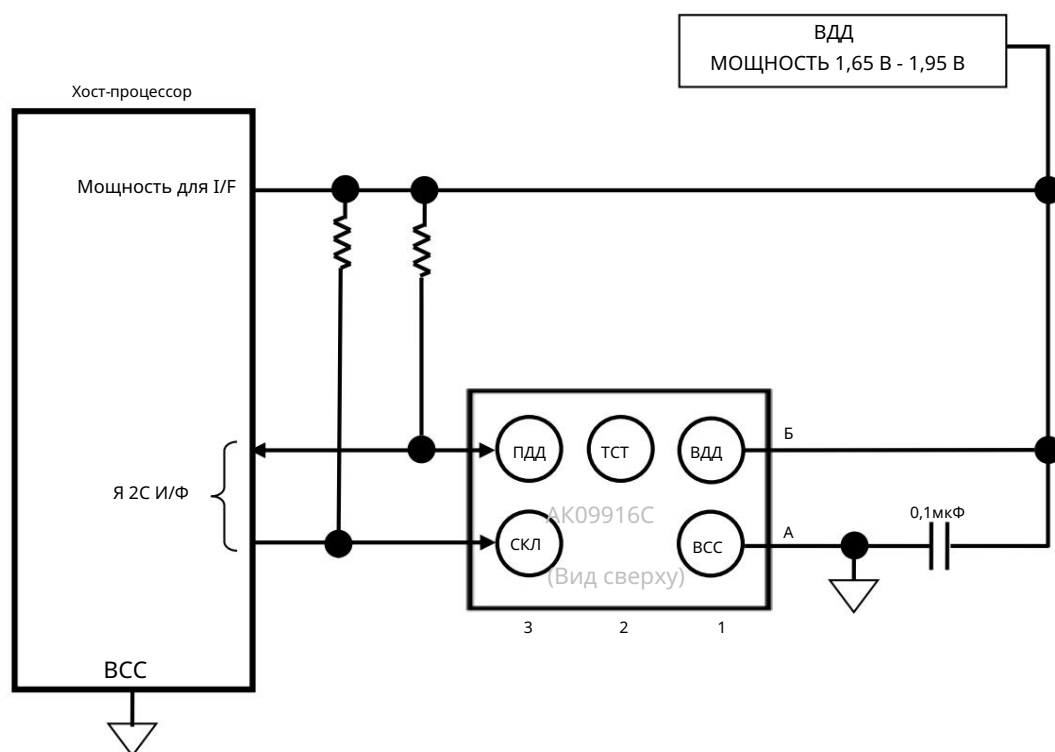 ВДД
МОЩНОСТЬ 1,65 В - 1,95 В
Хост-процессор
Мощность для I/F
Я 2С И/Ф
ПДД
ТСТ
ВДД
Б
АК09916С
СКЛ
ВСС
А
0,1мкФ
(Вид сверху)
3
2
1
ВСС